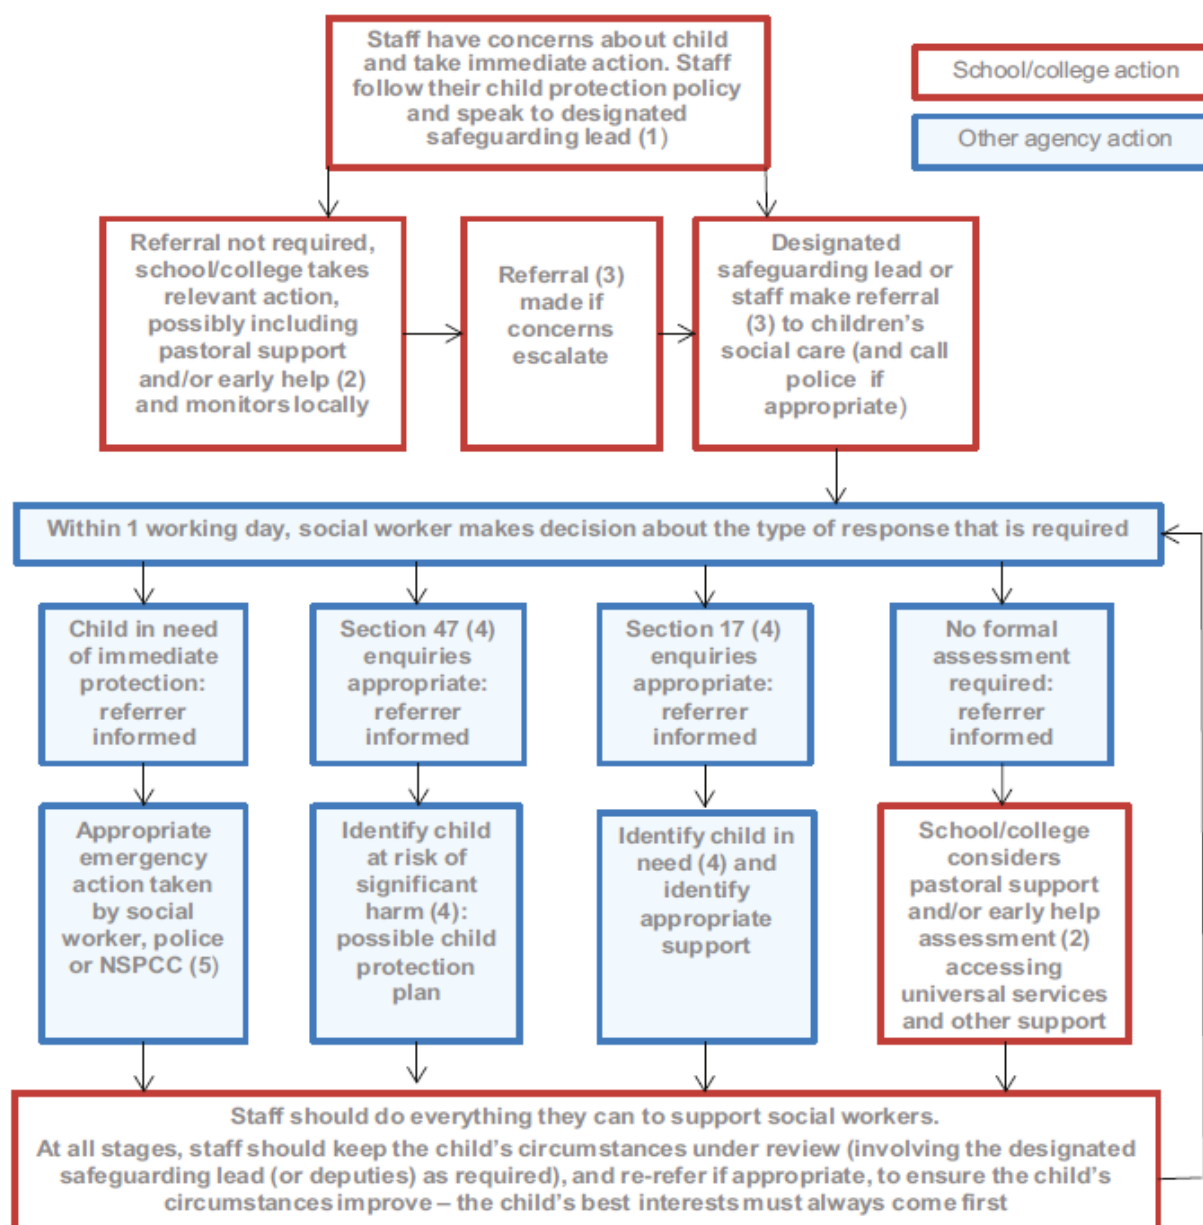 Staff have concerns about child
and take immediate action. Staff
follow their child protection policy
and speak to designated
safeguarding lead (1)
School/college action
Other agency action
Referral not required,
school/college takes
relevant action,
possibly including
pastoral support
and/or early help (2)
and monitors locally
Referral (3)
made if
concerns
escalate
Designated
safeguarding lead or
staff make referral
(3) to children's
social care (and call
police if
appropriate)
Within 1 working day, social worker makes decision about the type of response that is required
Child in need
of immediate
protection:
referrer
informed
Section 47 (4)
enquiries
appropriate:
referrer
informed
Section 17 (4)
enquiries
appropriate:
referrer
informed
No formal
assessment
required:
referrer
informed
Appropriate
emergency
action taken
by social
worker, police
or NSPCC (5)
Identify child
at risk of
significant
harm (4):
possible child
protection
plan
Identify child in
need (4) and
identify
appropriate
support
School/college
considers
pastoral support
and/or early help
assessment (2)
accessing
universal services
and other support
Staff should do everything they can to support social workers.
At all stages, staff should keep the child's circumstances under review (involving the designated
safeguarding lead (or deputies) as required), and re-refer if appropriate, to ensure the child's
circumstances improve – the child's best interests must always come first